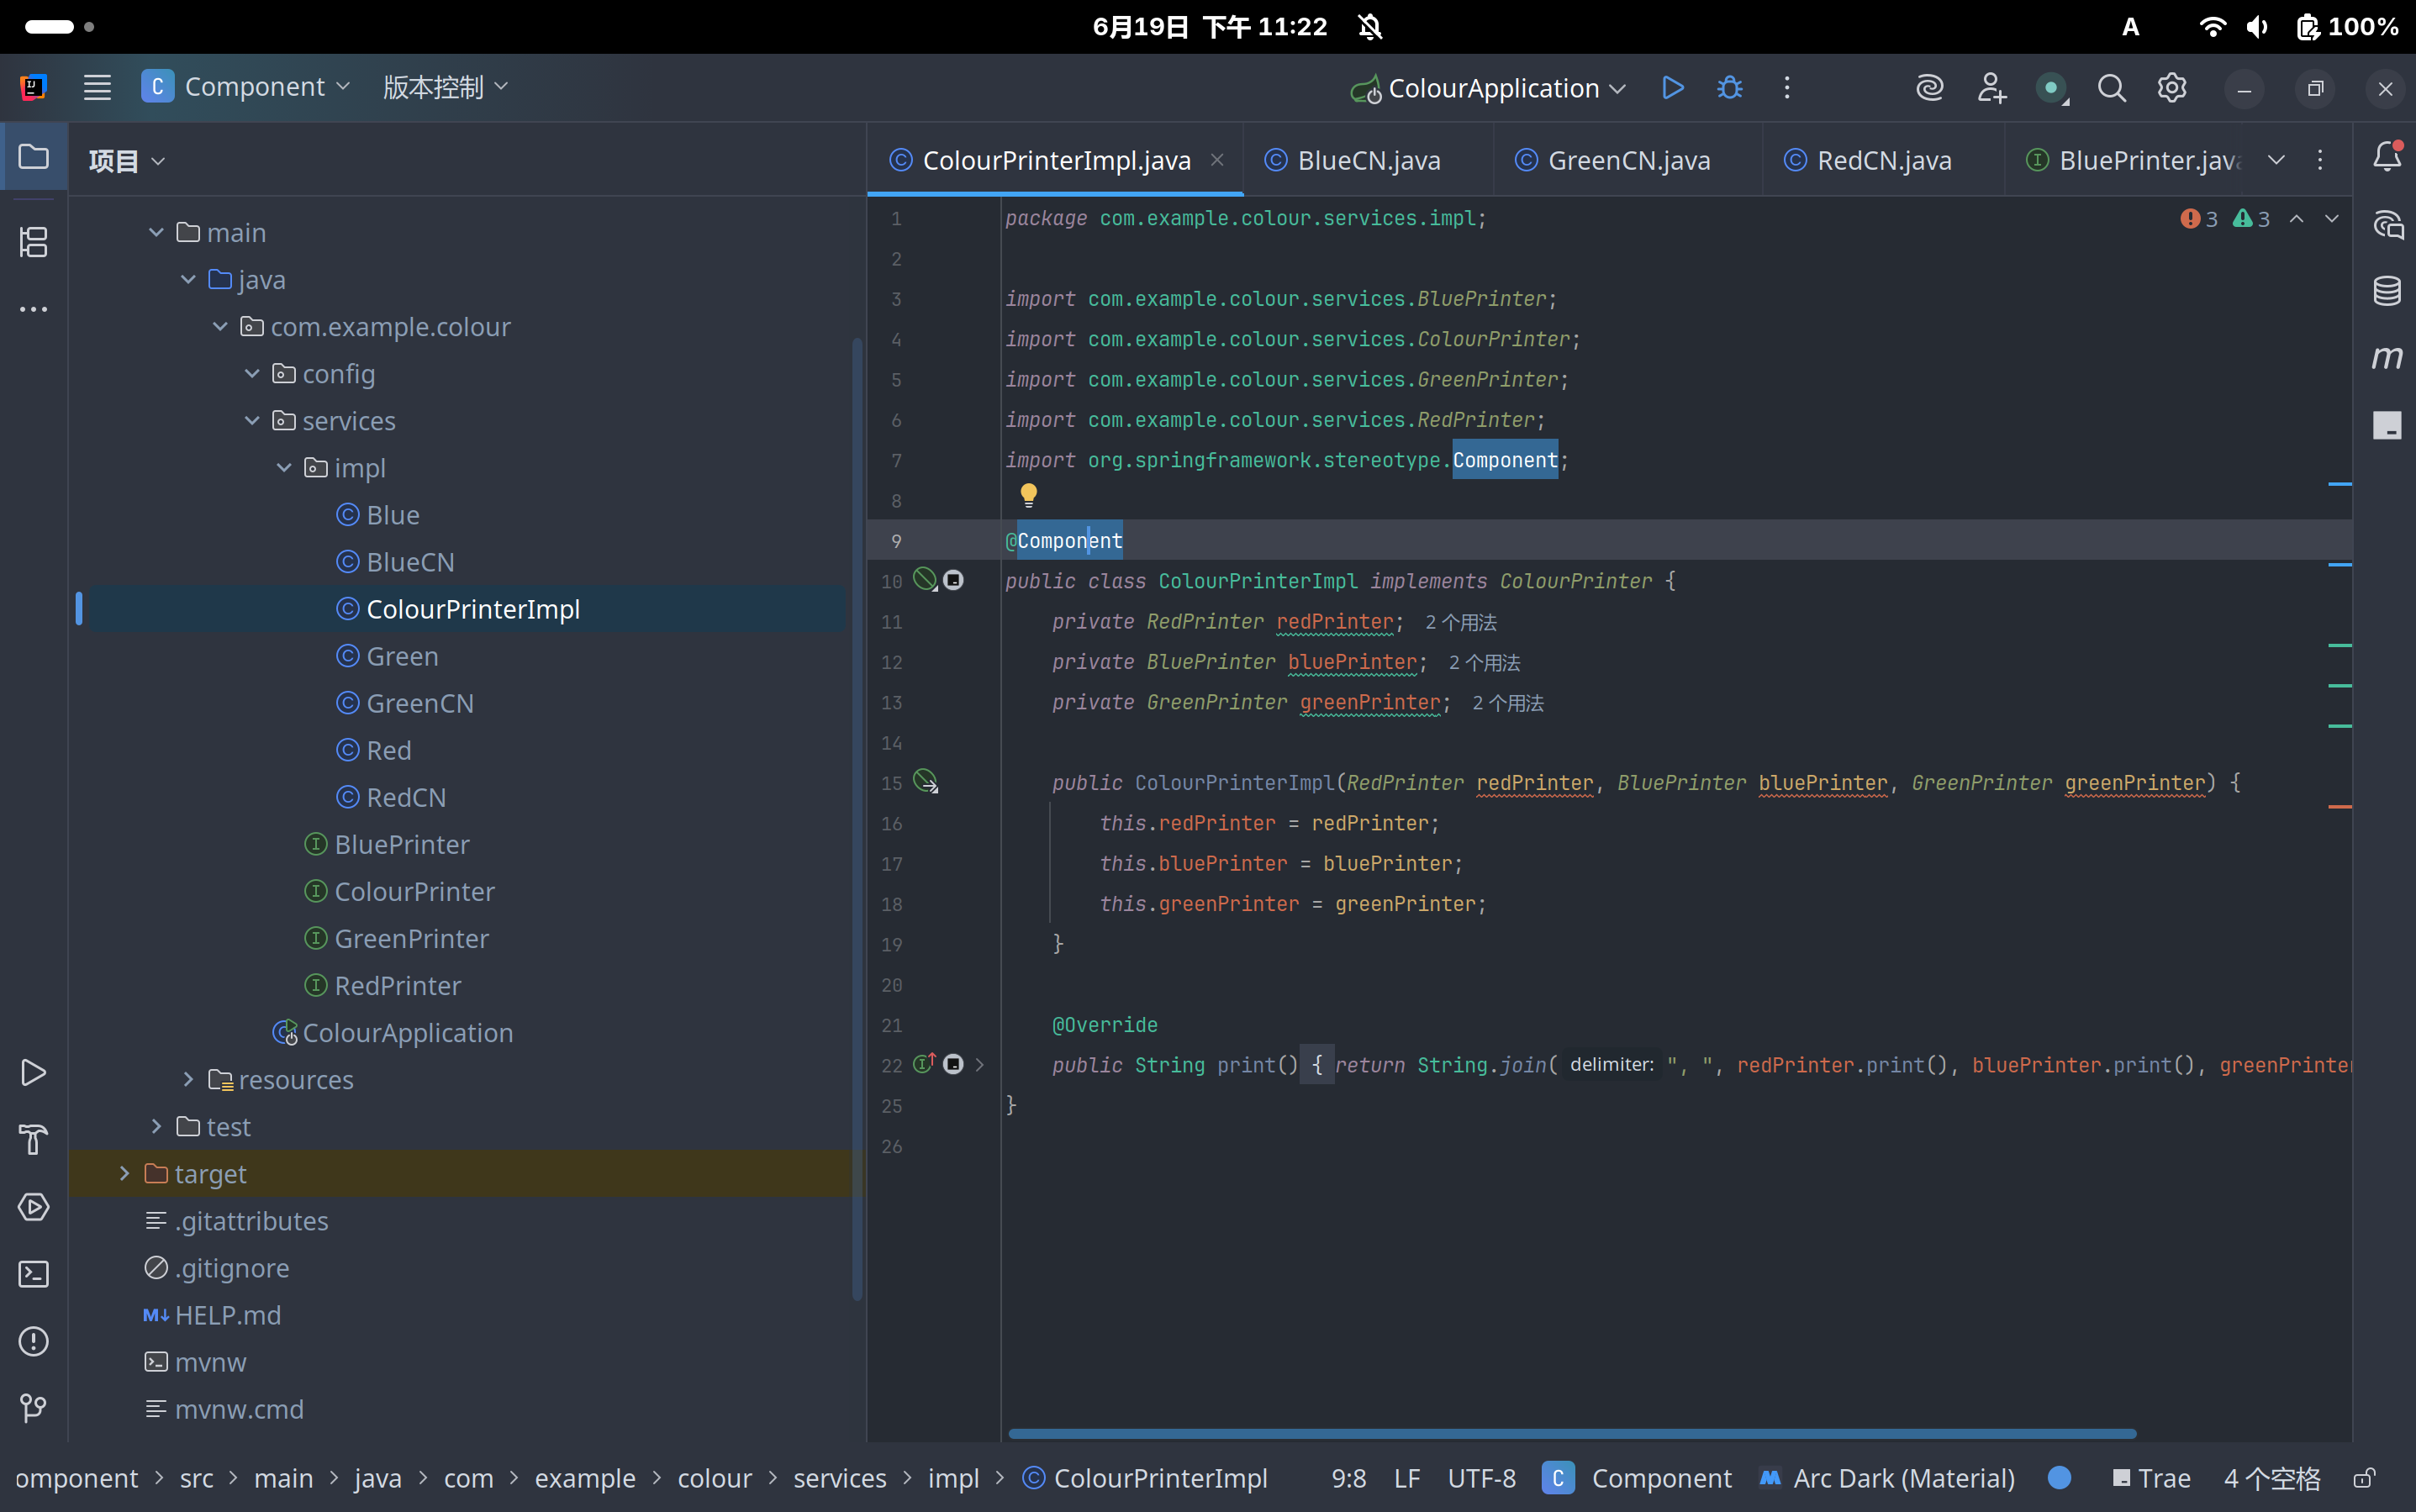 6月19日 下午 11:22
A
100%
C Component
版本控制
ColourApplication
项目
main
java
com.example.colour
config
services
impl
Blue
BlueCN
ColourPrinterImpl
Green
GreenCN
Red
RedCN
BluePrinter
ColourPrinter
GreenPrinter
RedPrinter
ColourApplication
resources
test
target
.gitattributes
.gitignore
HELP.md
mvnw
mvnw.cmd
ColourPrinterImpl.java
BlueCN.java
GreenCN.java
RedCN.java
BluePrinter.java
3 3
1 package com.example.colour.services.impl;
2
3 import com.example.colour.services.BluePrinter;
4 import com.example.colour.services.ColourPrinter;
5 import com.example.colour.services.GreenPrinter;
6 import com.example.colour.services.RedPrinter;
7 import org.springframework.stereotype.Component;
8
9 @Component
10 public class ColourPrinterImpl implements ColourPrinter {
11 private RedPrinter redPrinter; 2 个用法
12 private BluePrinter bluePrinter; 2 个用法
13 private GreenPrinter greenPrinter; 2 个用法
14
15 public ColourPrinterImpl(RedPrinter redPrinter, BluePrinter bluePrinter, GreenPrinter greenPrinter) {
16 this.redPrinter = redPrinter;
17 this.bluePrinter = bluePrinter;
18 this.greenPrinter = greenPrinter;
19 }
20
21 @Override
22 public String print() { return String.join( delimiter: ", ", redPrinter.print(), bluePrinter.print(), greenPrinte
25 }
26
omponent > src > main > java > com > example > colour > services > impl > ColourPrinterImpl
9:8 LF UTF-8 C Component Arc Dark (Material) Trae 4 个空格